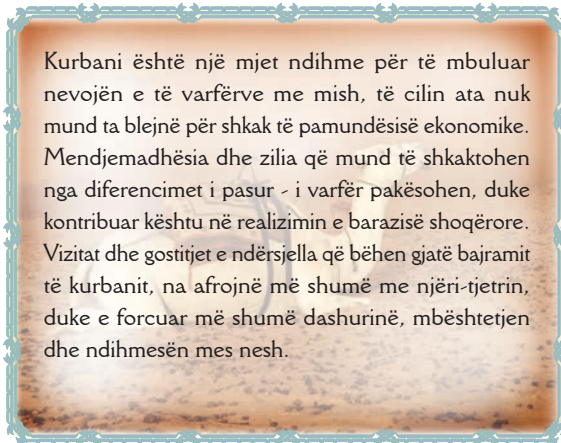 Kurbani është një mjet ndihme për të mbuluar
nevojën e të varfërve me mish, të cilin ata nuk
mund ta blejnë për shkak të pamundësisë ekonomike.
Mendjemadhësia dhe zilia që mund të shkaktohen
nga diferencimet i pasur - i varfër pakësohen, duke
kontribuar kështu në realizimin e barazisë shoqërore.
Vizitat dhe gostitjet e ndërsjella që bëhen gjatë bajramit
të kurbanit, na afrojnë më shumë me njëri-tjetrin,
duke e forcuar më shumë dashurinë, mbështetjen
dhe ndihmesën mes nesh.